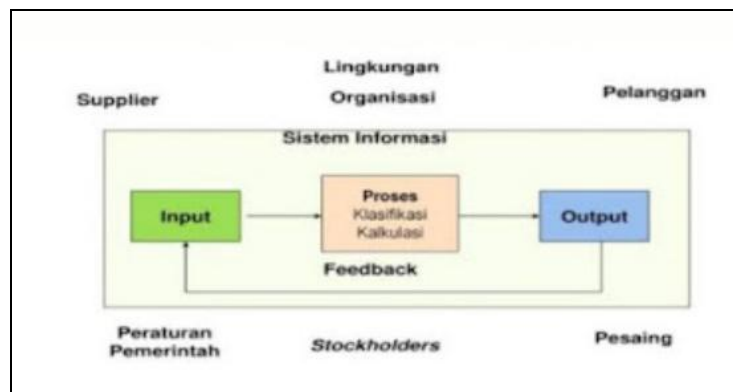 Lingkungan
Organisasi
Supplier
Pelanggan
Sistem Informasi
Input
Proses
Klasifikasi
Kalkulasi
Output
Feedback
Peraturan
Pemerintah
Stockholders
Pesaing